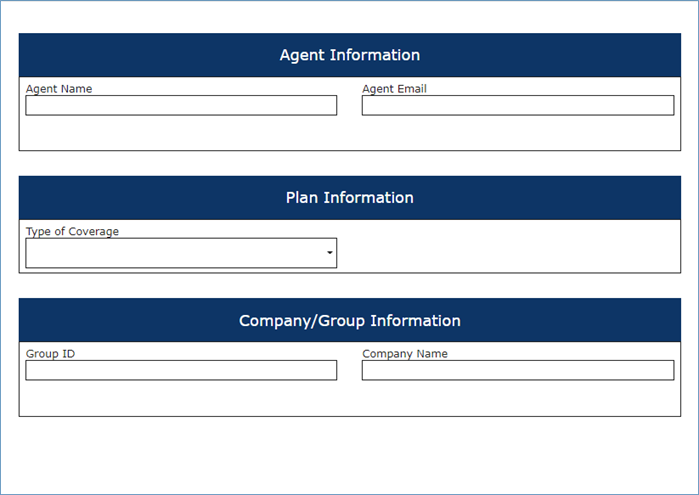 Agent Information
Agent Name Agent Email
Plan Information
Type of Coverage
Company/Group Information
Group ID Company Name